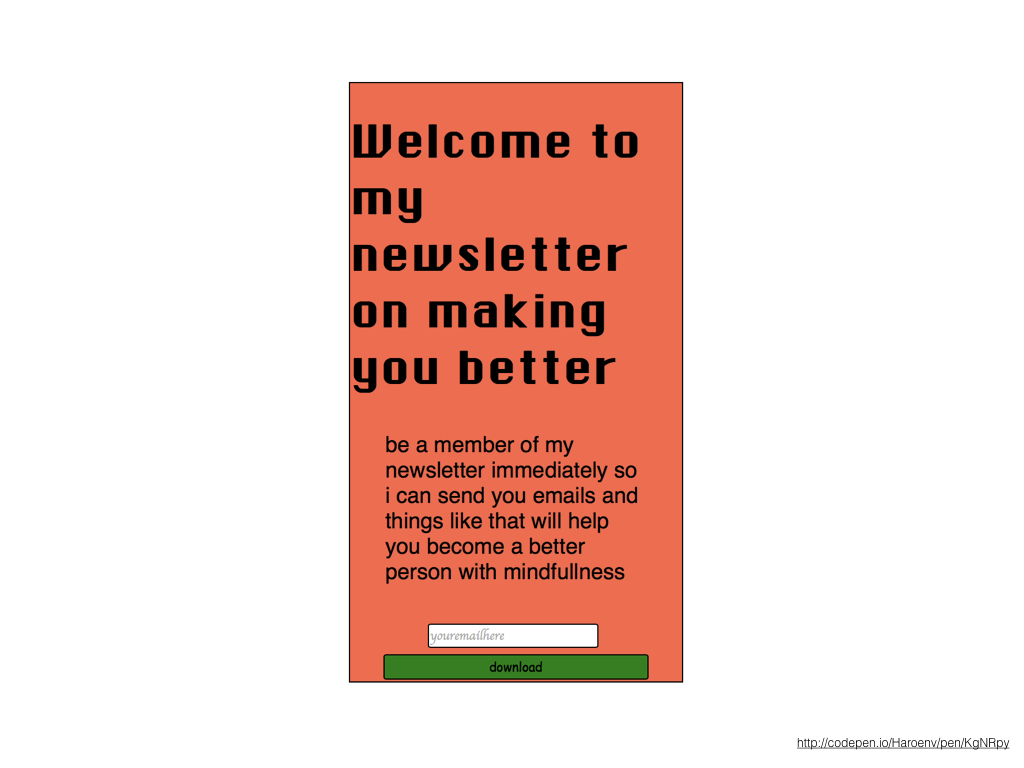 Welcome to
my
newsletter
on making
you better
be a member of my
newsletter immediately so
i can send you emails and
things like that will help
you become a better
person with mindfullness
youremailhere
download
http://codepen.io/Haroenv/pen/KgNRpy